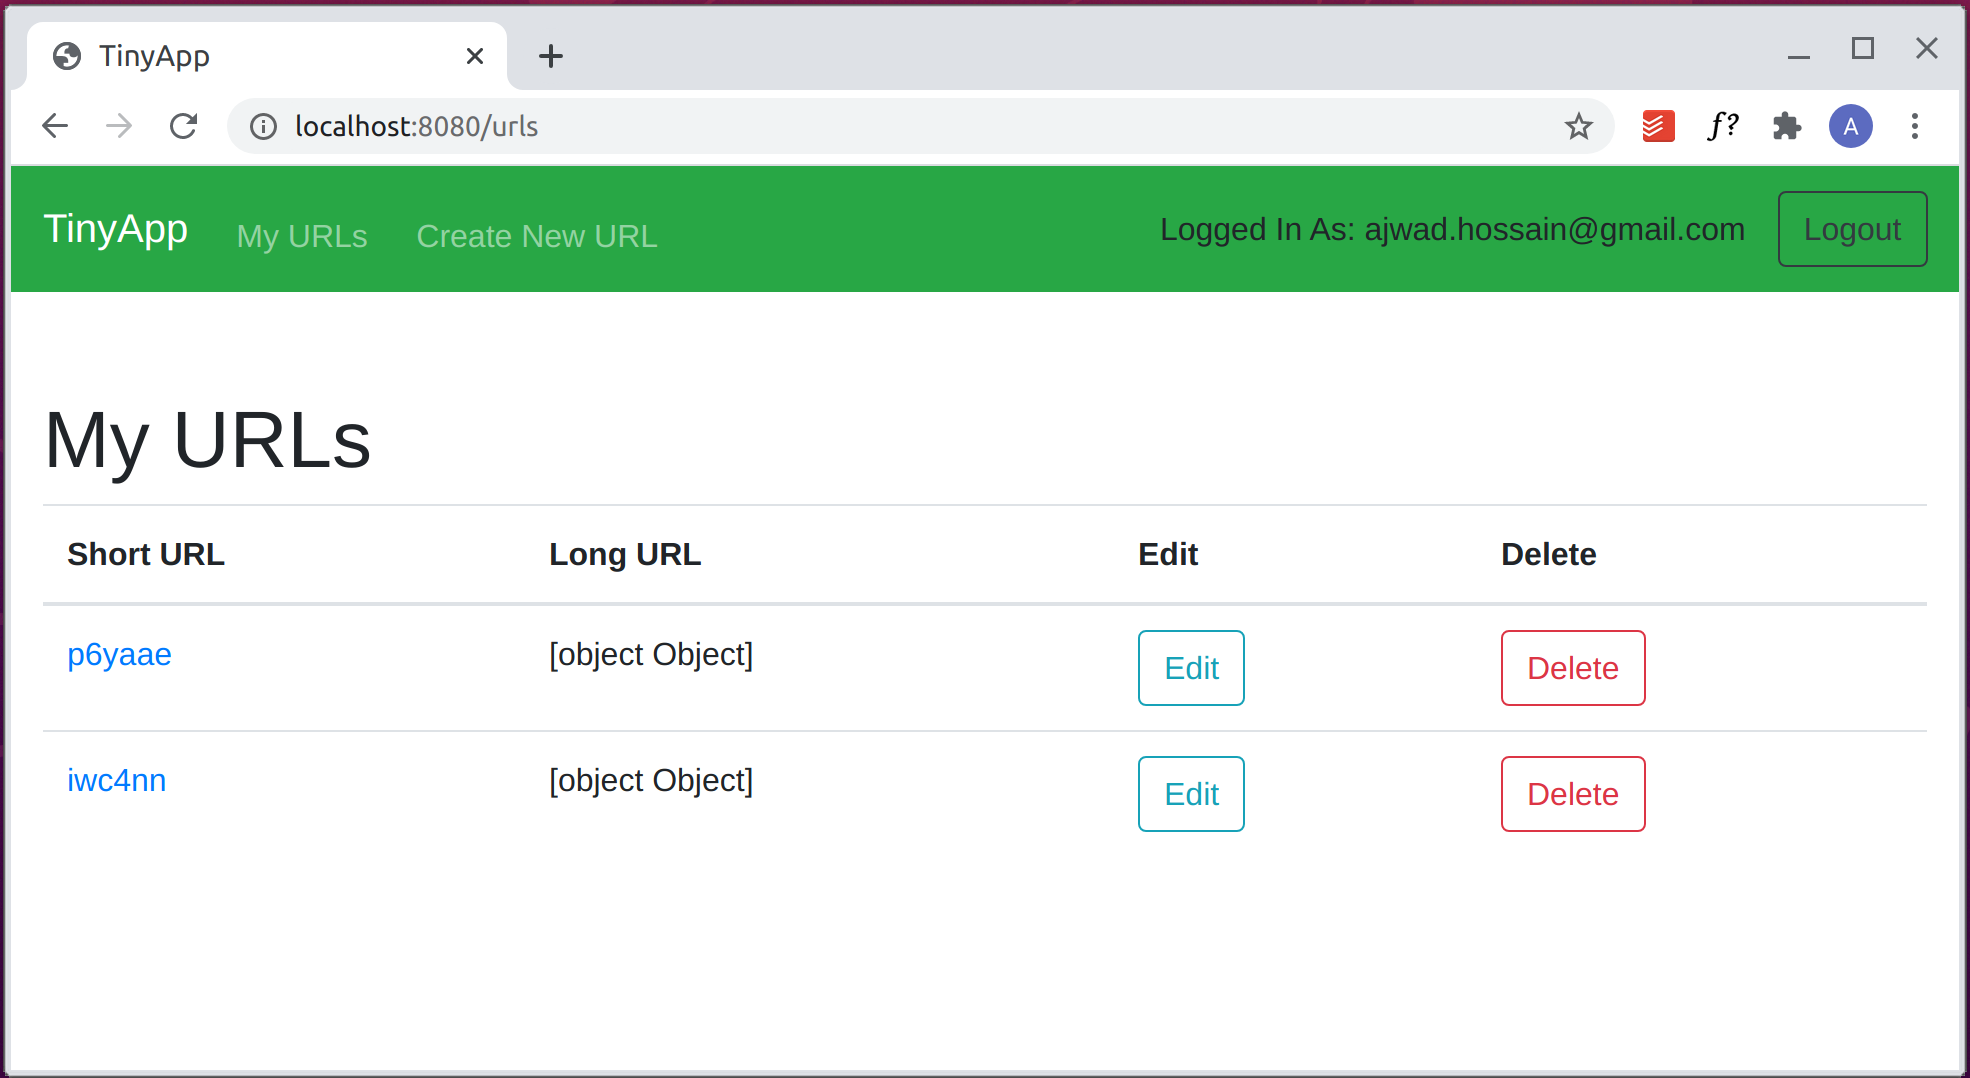 TinyApp
localhost:8080/urls
f?
A
TinyApp My URLs Create New URL Logged In As: ajwad.hossain@gmail.com Logout
My URLs
Short URL Long URL Edit Delete
p6yaae [object Object] Edit Delete
iwc4nn [object Object] Edit Delete